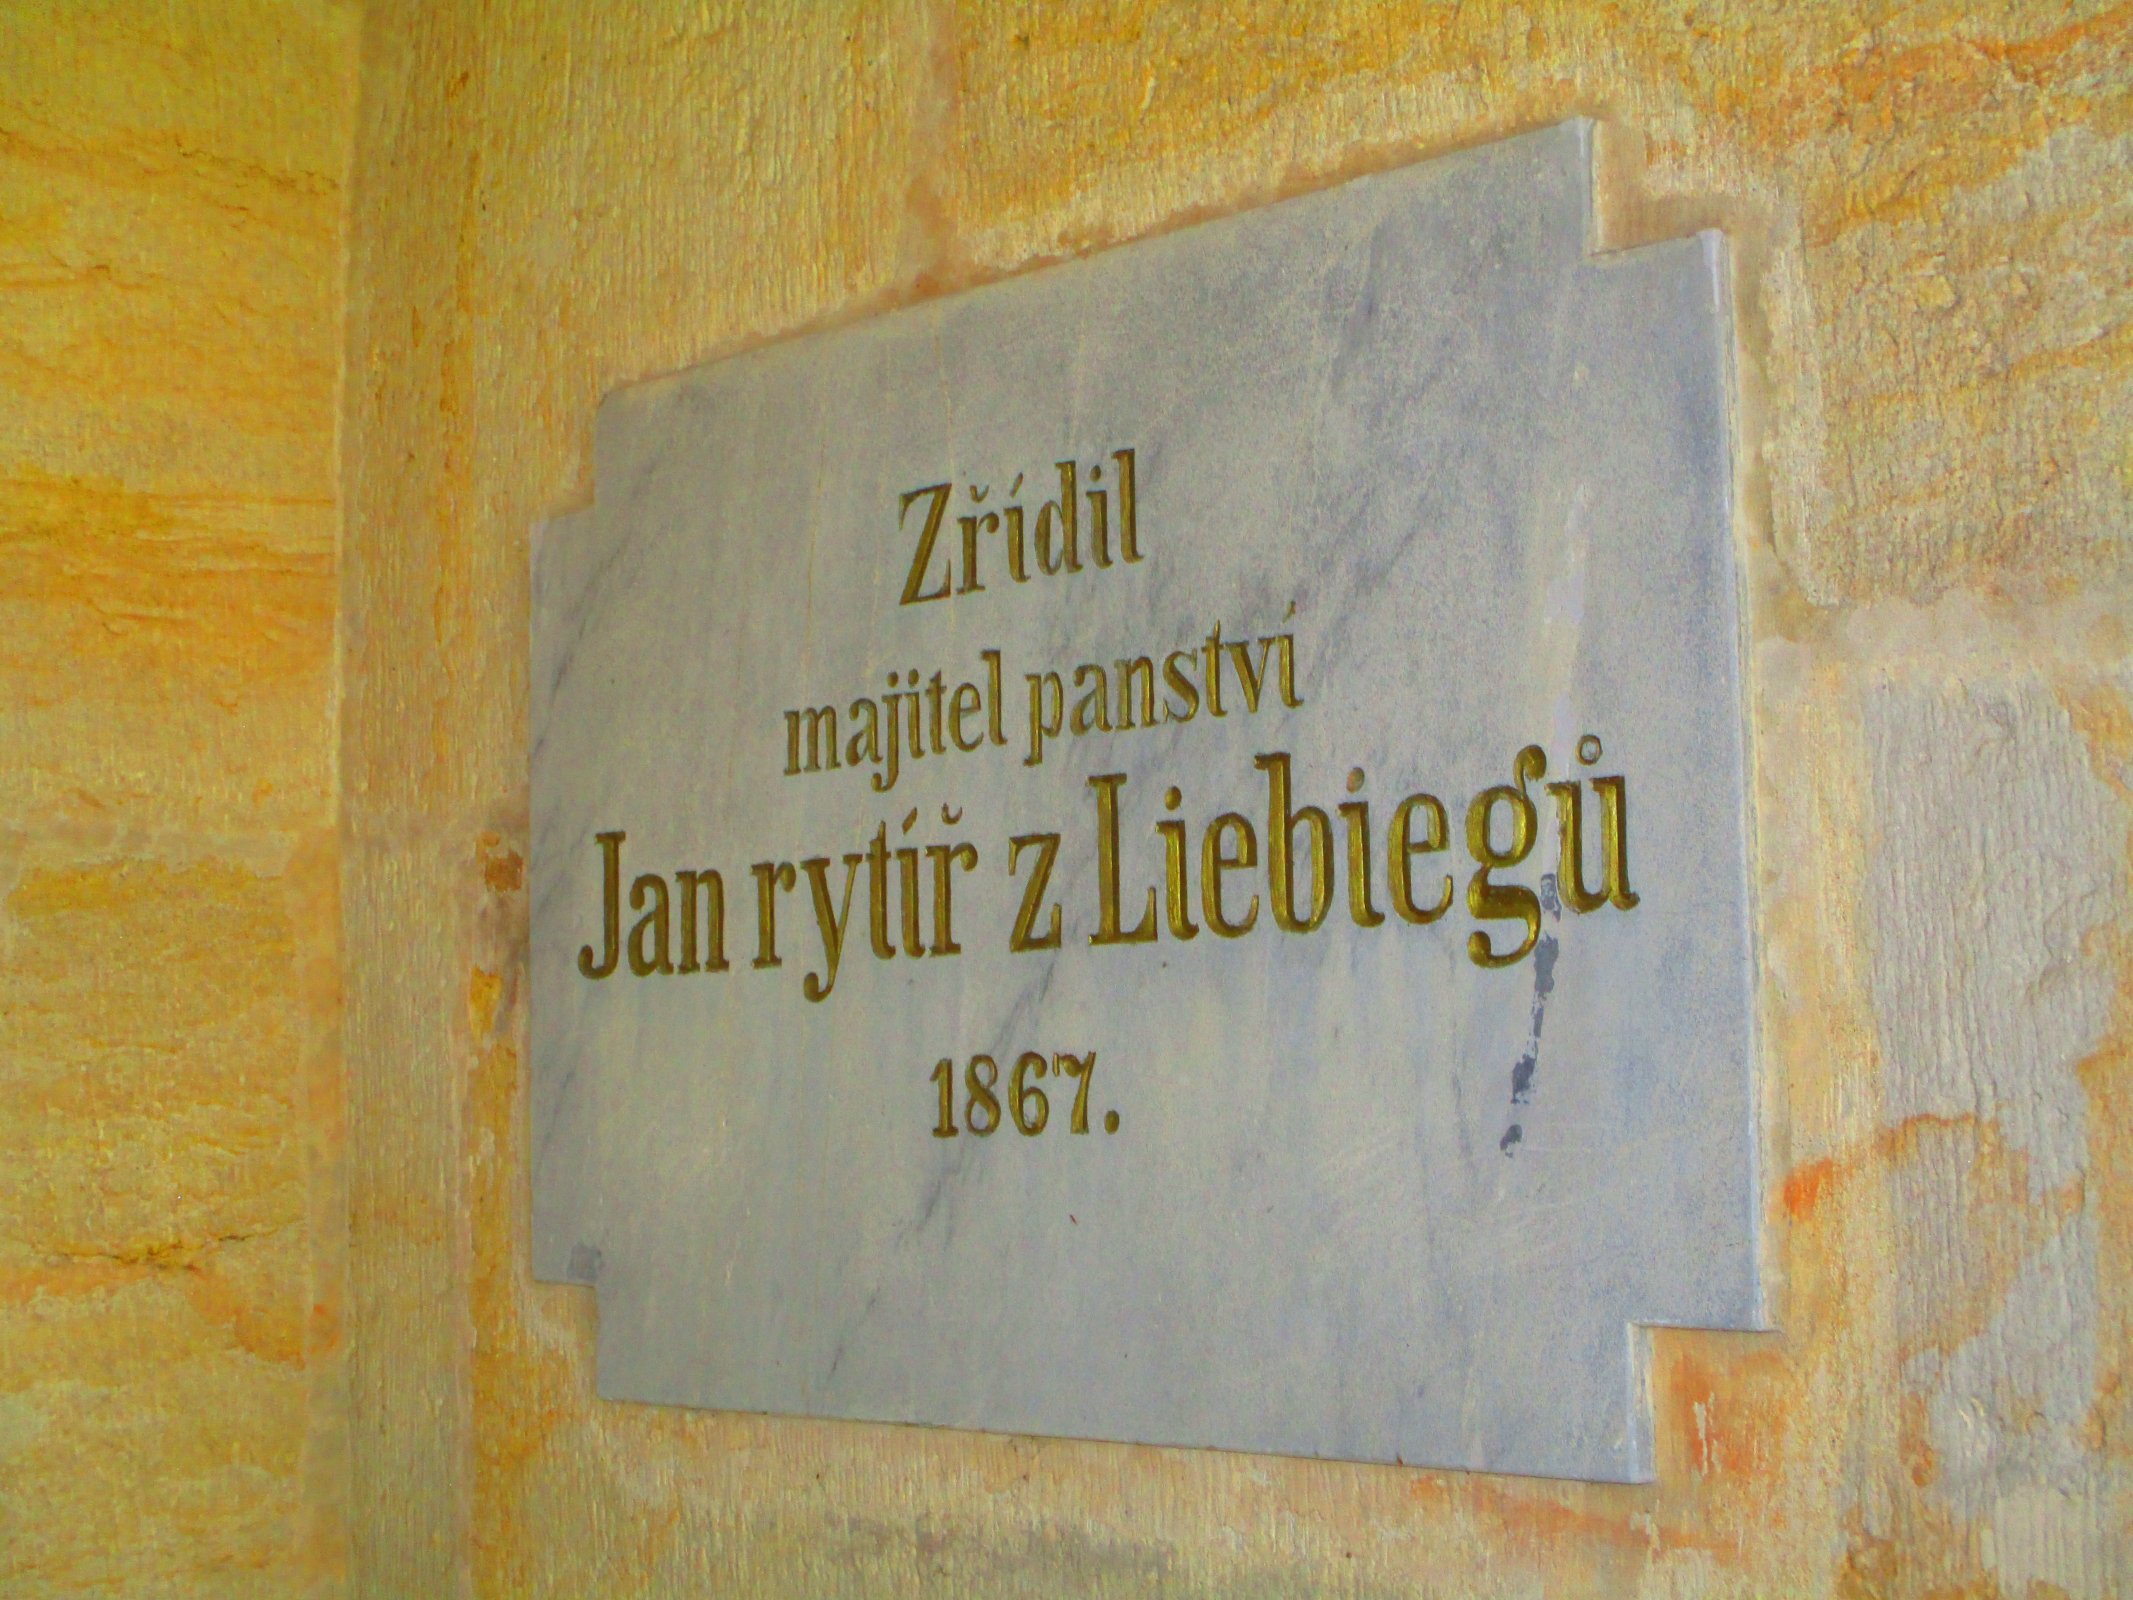 Zřídil
majitel panství
Jan rytíř z Liebiegů
1867.